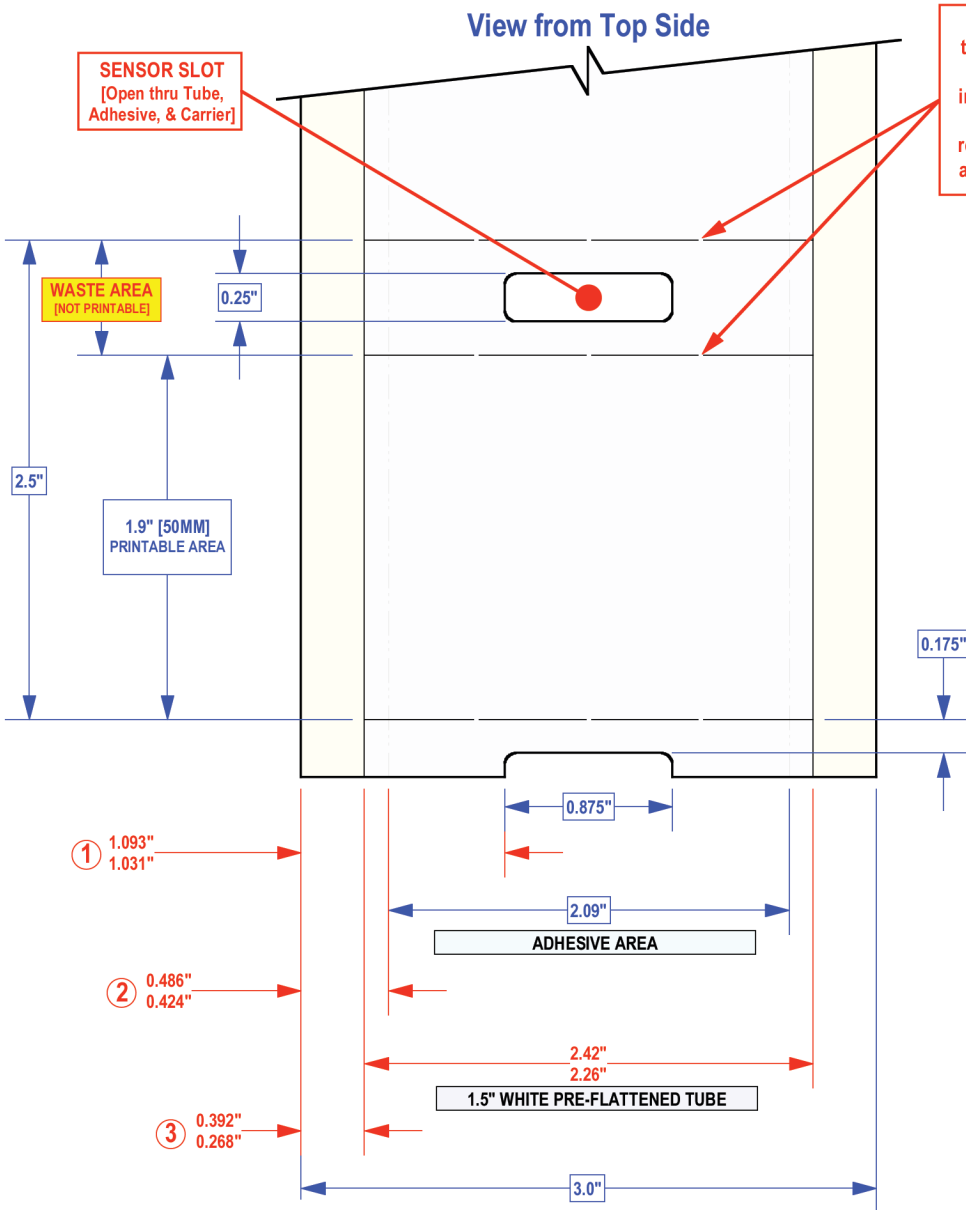 View from Top Side
SENSOR SLOT
[Open thru Tube,
Adhesive, & Carrier]
WASTE AREA
[NOT PRINTABLE]
0.25"
2.5"
1.9" [50MM]
PRINTABLE AREA
0.175"
0.875"
1 1.093"
1.031"
2.09"
ADHESIVE AREA
2 0.486"
0.424"
2.42"
2.26"
1.5" WHITE PRE-FLATTENED TUBE
3 0.392"
0.268"
3.0"